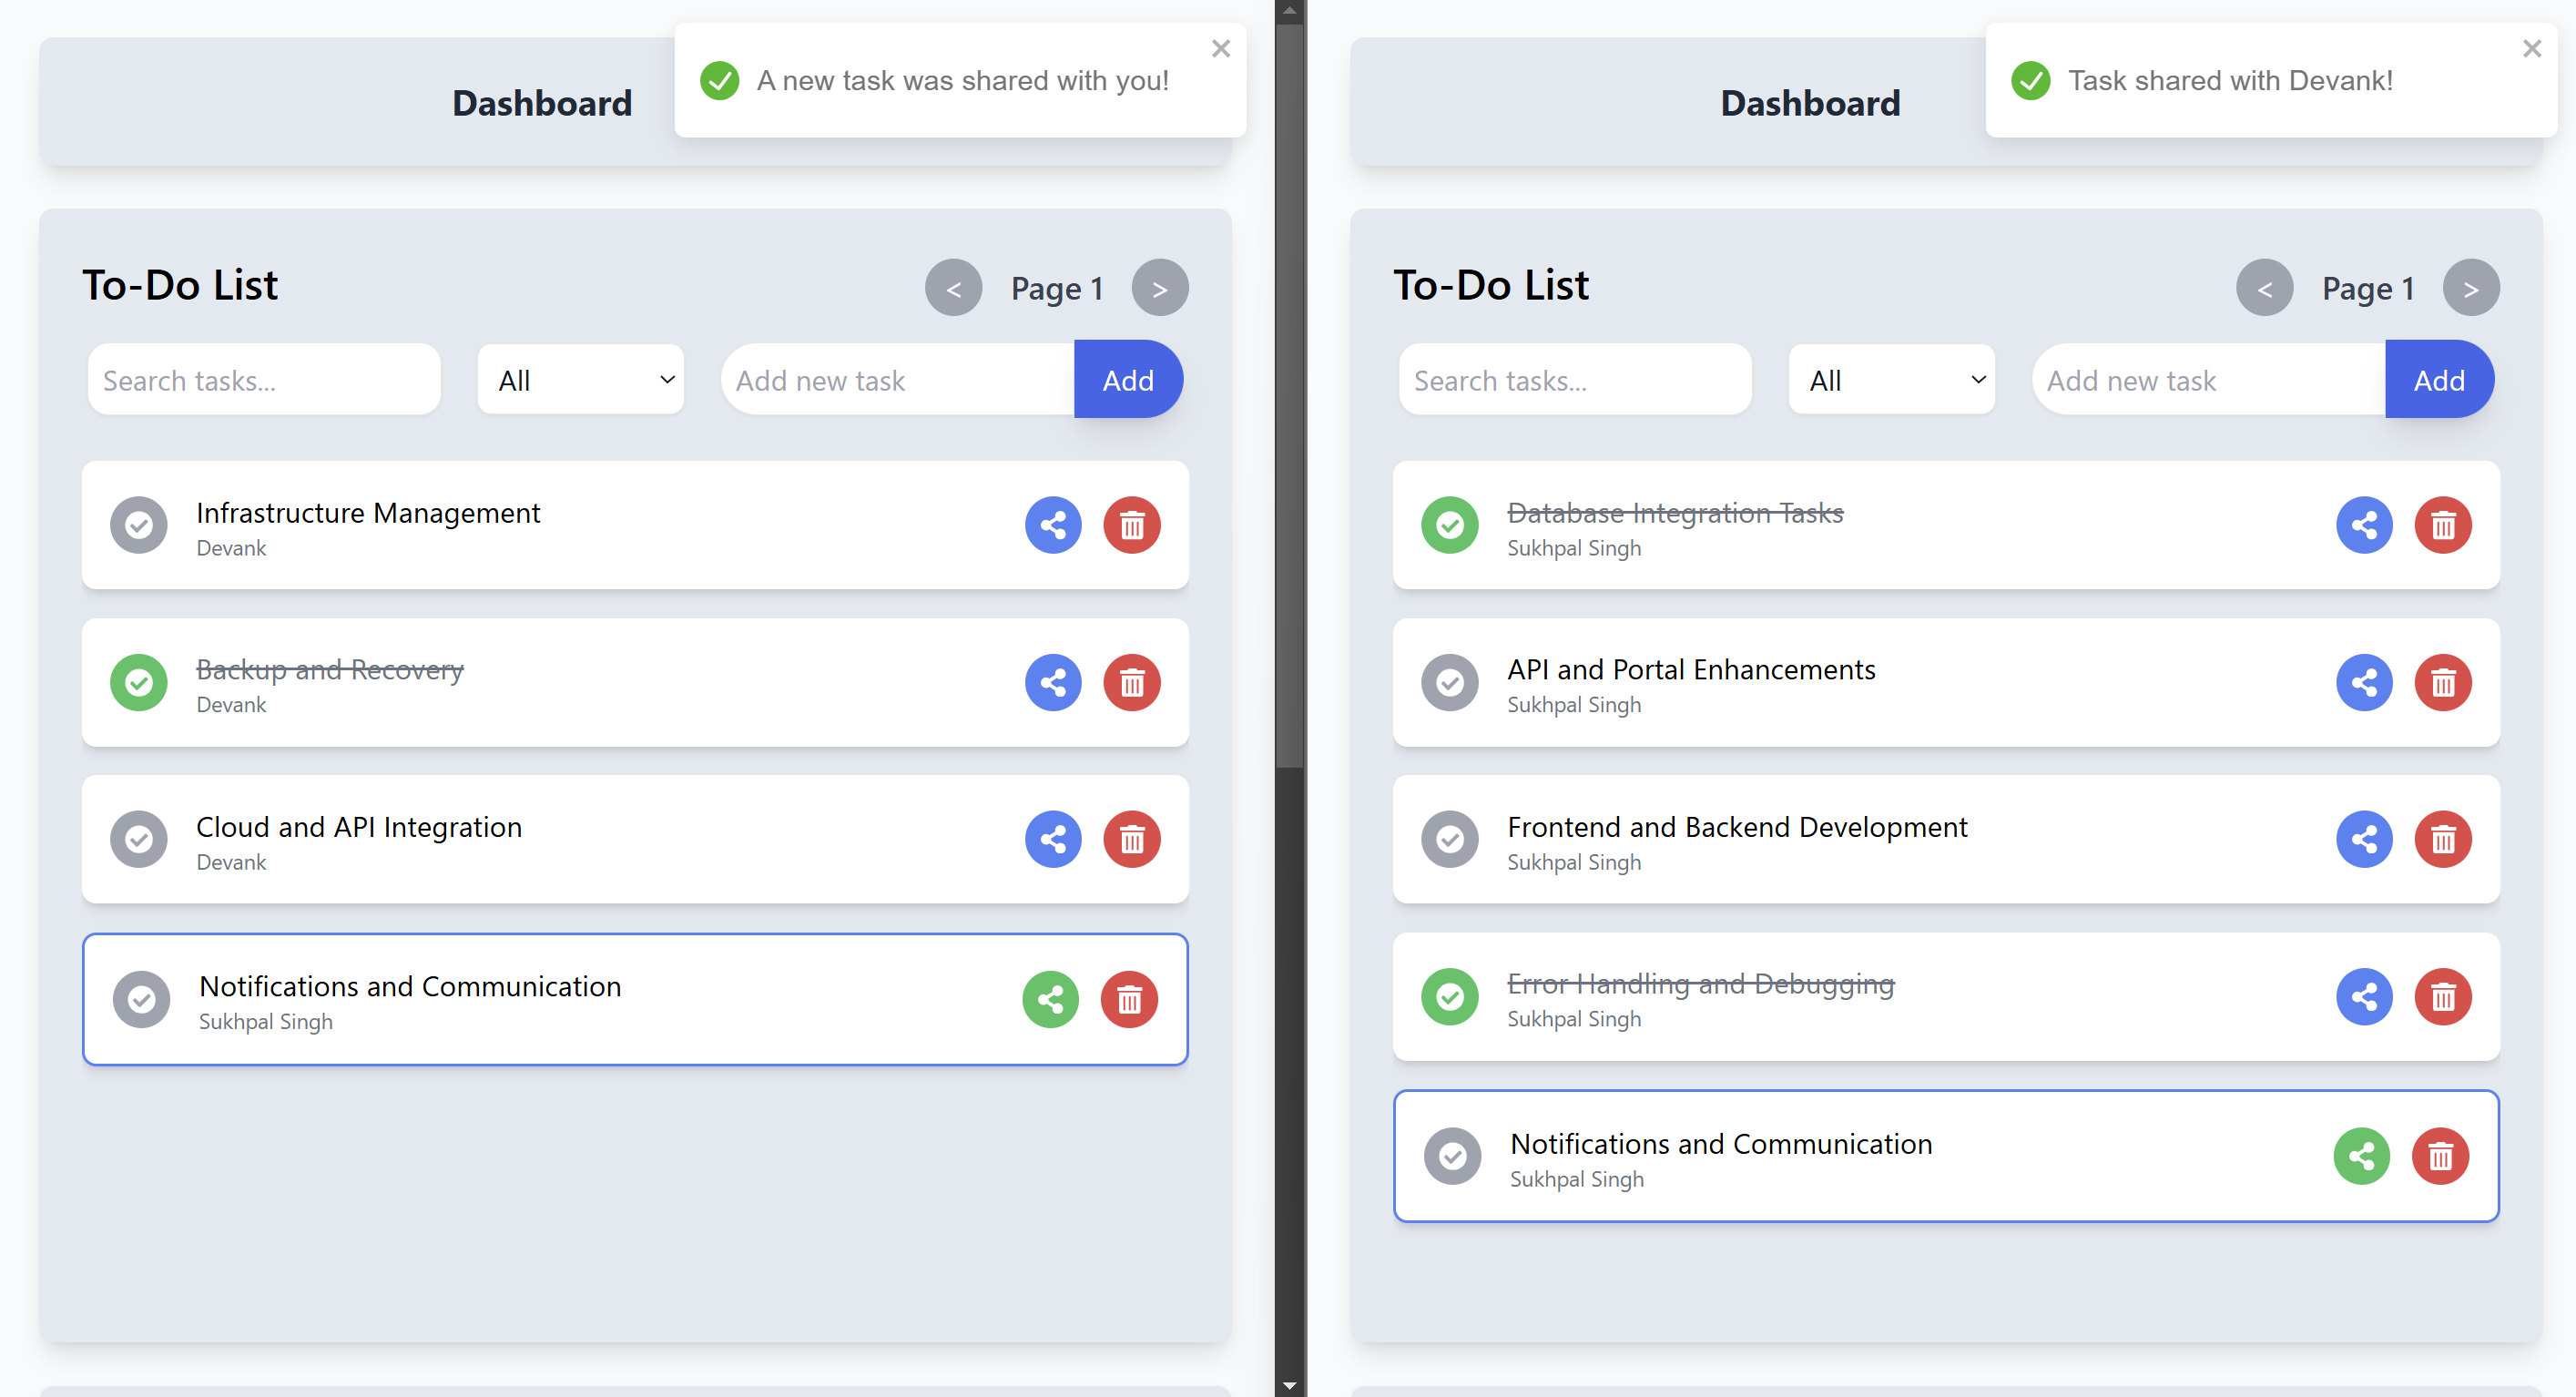 Dashboard
A new task was shared with you!
To-Do List
< Page 1 >
Search tasks...
All
Add new task
Add
Infrastructure Management
Devank
Backup and Recovery
Devank
Cloud and API Integration
Devank
Notifications and Communication
Sukhpal Singh
Dashboard
Task shared with Devank!
To-Do List
< Page 1 >
Search tasks...
All
Add new task
Add
Database Integration Tasks
Sukhpal Singh
API and Portal Enhancements
Sukhpal Singh
Frontend and Backend Development
Sukhpal Singh
Error Handling and Debugging
Sukhpal Singh
Notifications and Communication
Sukhpal Singh